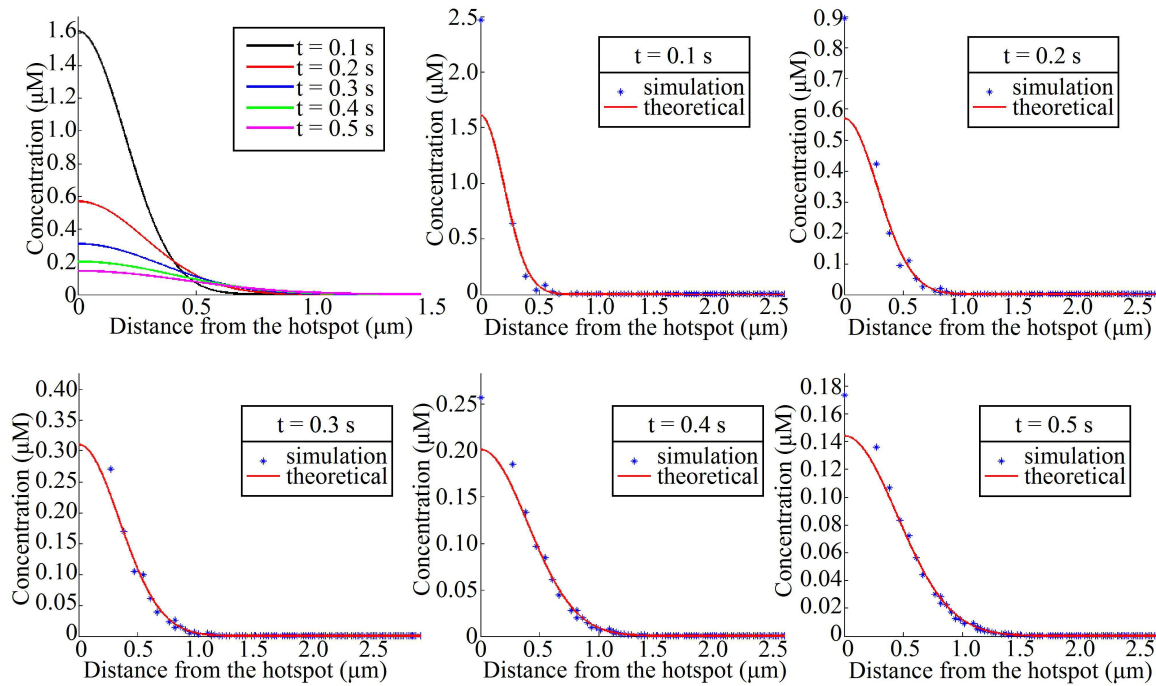 1.6
1.4
1.2
1.0
0.8
0.6
0.4
0.2
0
Concentration (μM)
t = 0.1 s
t = 0.2 s
t = 0.3 s
t = 0.4 s
t = 0.5 s
0 0.5 1.0 1.5
Distance from the hotspot (μm)
2.5
2.0
1.5
1.0
0.5
0
Concentration (μM)
t = 0.1 s
simulation
theoretical
0 0.5 1.0 1.5 2.0 2.5
Distance from the hotspot (μm)
0.9
0.8
0.7
0.6
0.5
0.4
0.3
0.2
0.1
0
Concentration (μM)
t = 0.2 s
simulation
theoretical
0 0.5 1.0 1.5 2.0 2.5
Distance from the hotspot (μm)
0.40
0.35
0.30
0.25
0.20
0.15
0.10
0.05
0
Concentration (μM)
t = 0.3 s
simulation
theoretical
0 0.5 1.0 1.5 2.0 2.5
Distance from the hotspot (μm)
0.25
0.20
0.15
0.10
0.05
0
Concentration (μM)
t = 0.4 s
simulation
theoretical
0 0.5 1.0 1.5 2.0 2.5
Distance from the hotspot (μm)
0.18
0.16
0.14
0.12
0.10
0.08
0.06
0.04
0.02
0
Concentration (μM)
t = 0.5 s
simulation
theoretical
0 0.5 1.0 1.5 2.0 2.5
Distance from the hotspot (μm)